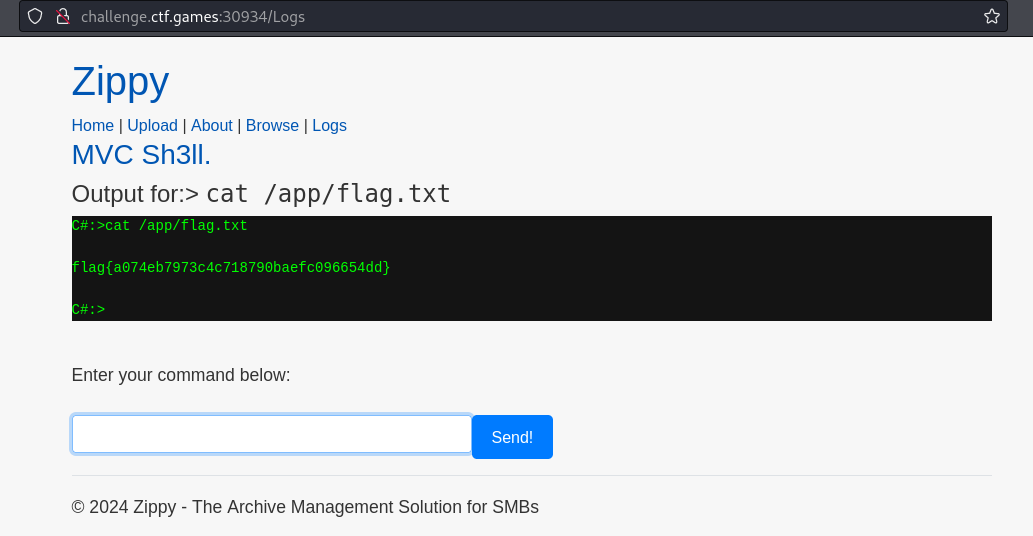 challenge.ctf.games:30934/Logs
Zippy
Home | Upload | About | Browse | Logs
MVC Sh3ll.
Output for:> cat /app/flag.txt
C#:>cat /app/flag.txt
flag{a074eb7973c4c718790baefc096654dd}
C#:>
Enter your command below:
Send!
© 2024 Zippy - The Archive Management Solution for SMBs